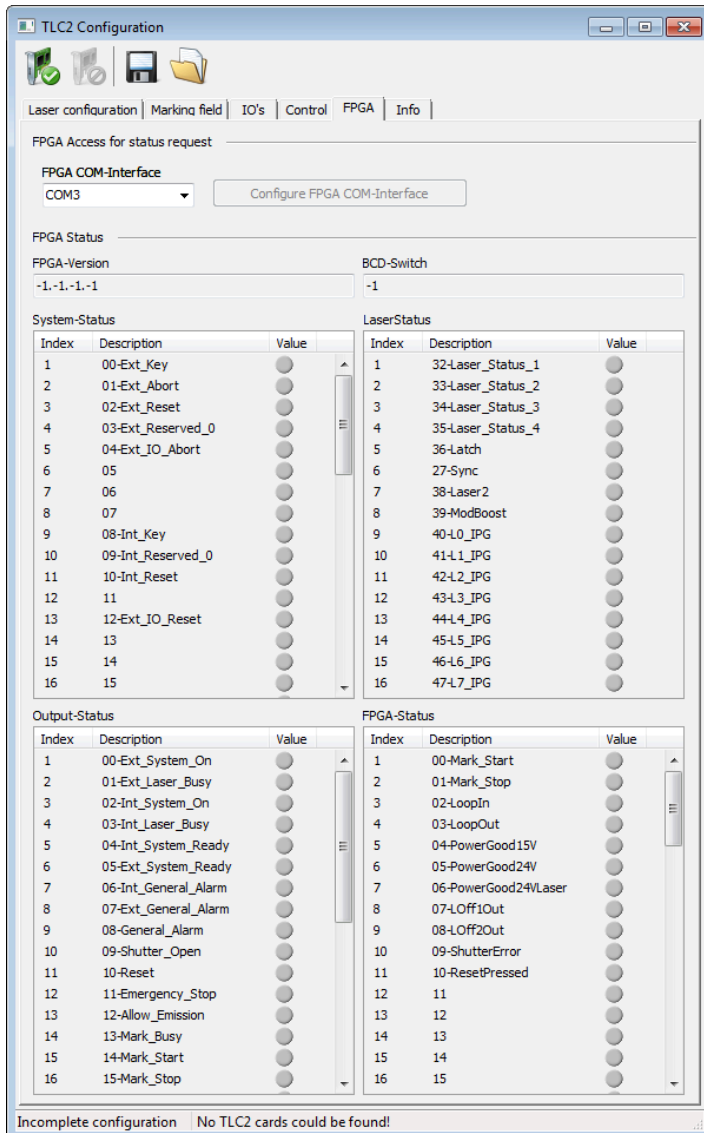 TLC2 Configuration
Laser configuration Marking field IO's Control FPGA Info
FPGA Access for status request
FPGA COM-Interface
COM3 Configure FPGA COM-Interface
FPGA Status
FPGA-Version BCD-Switch
-1.-1.-1.-1 -1
System-Status
Index Description Value
1 00-Ext_Key
2 01-Ext_Abort
3 02-Ext_Reset
4 03-Ext_Reserved_0
5 04-Ext_IO_Abort
6 05
7 06
8 07
9 08-Int_Key
10 09-Int_Reserved_0
11 10-Int_Reset
12 11
13 12-Ext_IO_Reset
14 13
15 14
16 15
LaserStatus
Index Description Value
1 32-Laser_Status_1
2 33-Laser_Status_2
3 34-Laser_Status_3
4 35-Laser_Status_4
5 36-Latch
6 27-Sync
7 38-Laser2
8 39-ModBoost
9 40-L0_IPG
10 41-L1_IPG
11 42-L2_IPG
12 43-L3_IPG
13 44-L4_IPG
14 45-L5_IPG
15 46-L6_IPG
16 47-L7_IPG
Output-Status
Index Description Value
1 00-Ext_System_On
2 01-Ext_Laser_Busy
3 02-Int_System_On
4 03-Int_Laser_Busy
5 04-Int_System_Ready
6 05-Ext_System_Ready
7 06-Int_General_Alarm
8 07-Ext_General_Alarm
9 08-General_Alarm
10 09-Shutter_Open
11 10-Reset
12 11-Emergency_Stop
13 12-Allow_Emission
14 13-Mark_Busy
15 14-Mark_Start
16 15-Mark_Stop
FPGA-Status
Index Description Value
1 00-Mark_Start
2 01-Mark_Stop
3 02-LoopIn
4 03-LoopOut
5 04-PowerGood15V
6 05-PowerGood24V
7 06-PowerGood24VLaser
8 07-LOff1Out
9 08-LOff2Out
10 09-ShutterError
11 10-ResetPressed
12 11
13 12
14 13
15 14
16 15
Incomplete configuration No TLC2 cards could be found!